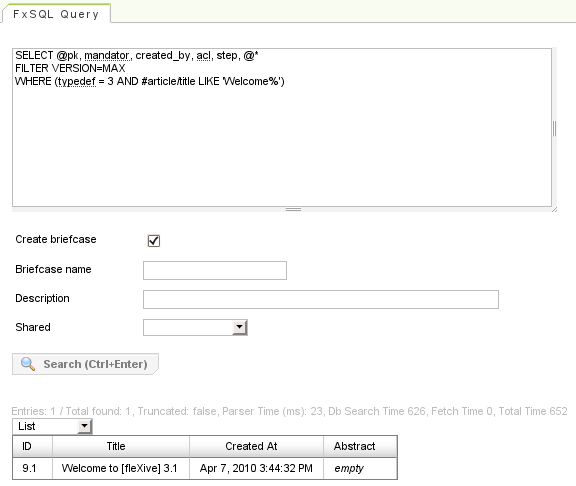 FxSQL Query
SELECT @pk, mandator, created_by, acl, step, @*
FILTER VERSION=MAX
WHERE (typedef = 3 AND #article/title LIKE 'Welcome%')
Create briefcase
Briefcase name
Description
Shared
Search (Ctrl+Enter)
Entries: 1 / Total found: 1, Truncated: false, Parser Time (ms): 23, Db Search Time 626, Fetch Time 0, Total Time 652
List
ID Title Created At Abstract
9.1 Welcome to [fleXive] 3.1 Apr 7, 2010 3:44:32 PM empty